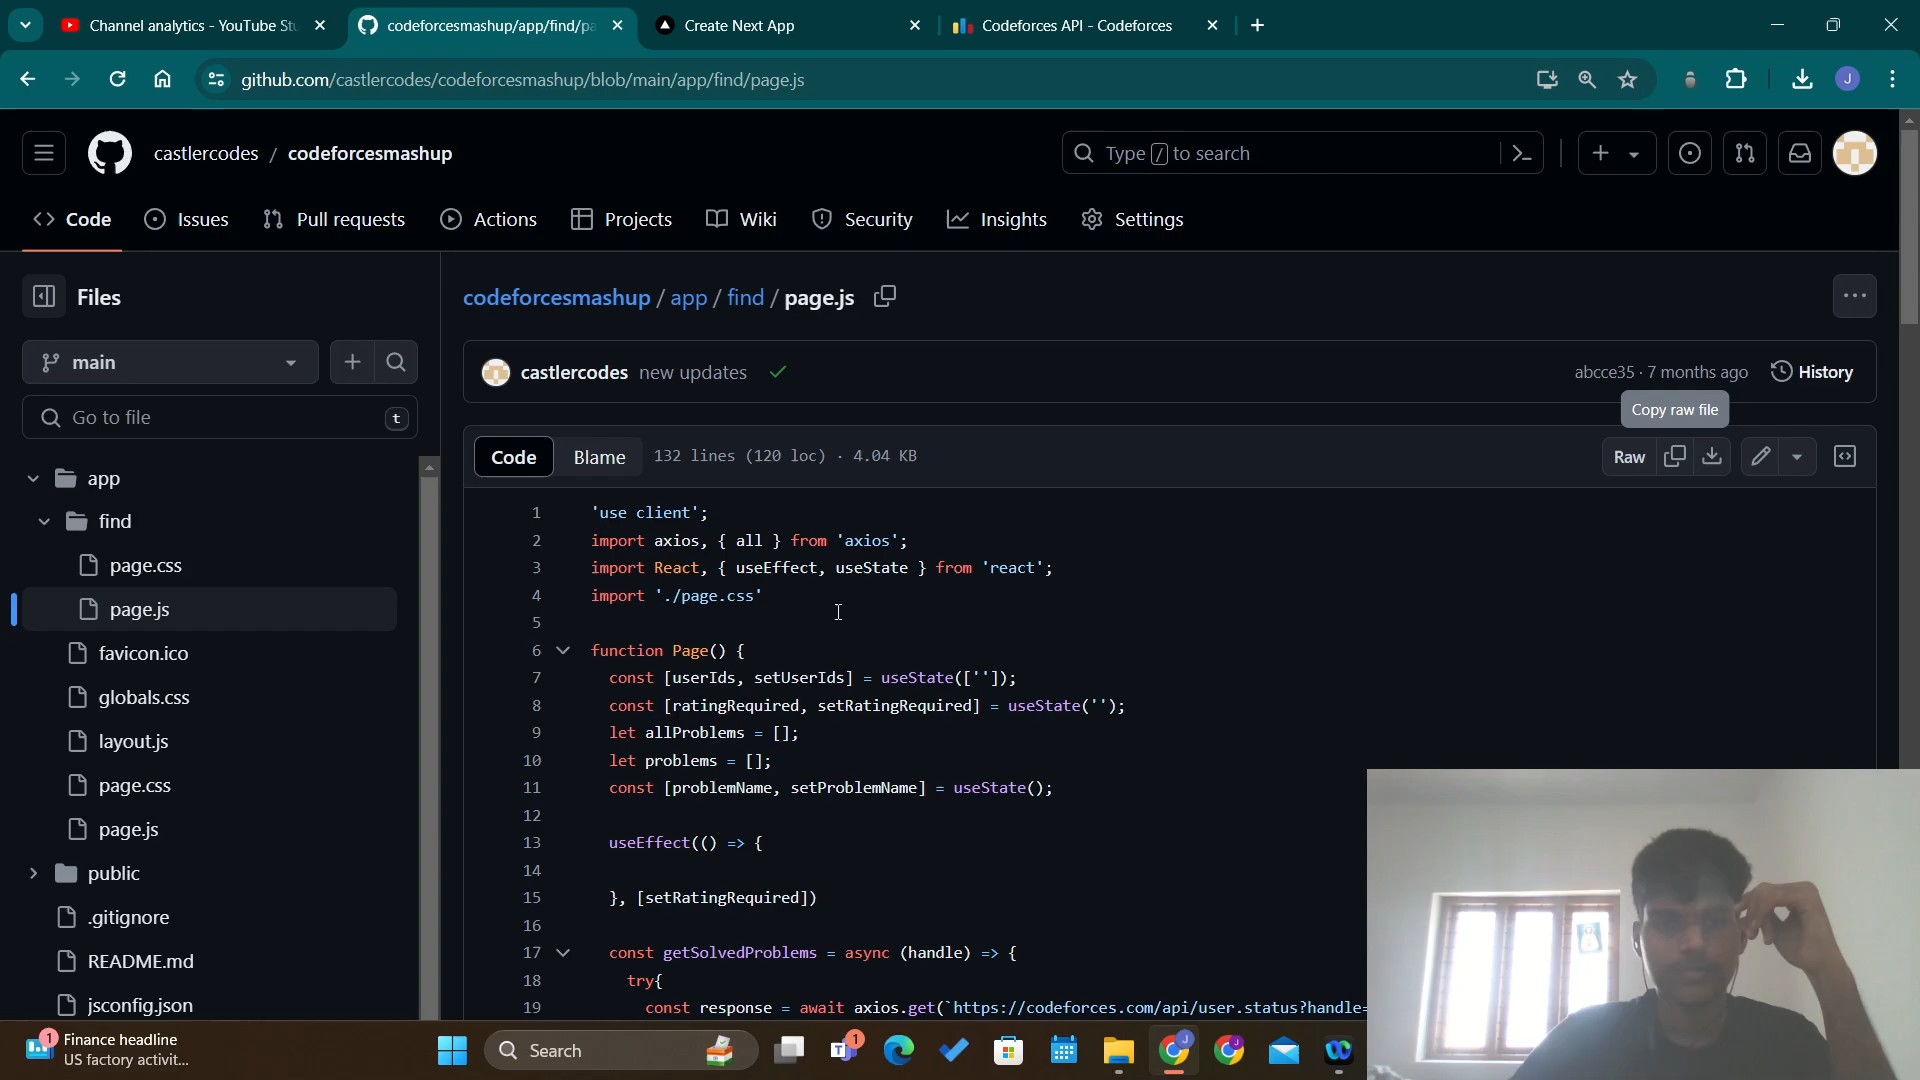 Channel analytics - YouTube Stu
codeforcesmashup/app/find/pa
Create Next App
Codeforces API - Codeforces
github.com/castlercodes/codeforcesmashup/blob/main/app/find/page.js
J
castlercodes / codeforcesmashup
Type / to search
Code
Issues
Pull requests
Actions
Projects
Wiki
Security
Insights
Settings
Files
codeforcesmashup / app / find / page.js
main
castlercodes new updates
abcce35 · 7 months ago
History
Copy raw file
Go to file
t
Code
Blame
132 lines (120 loc) · 4.04 KB
Raw
app
find
page.css
page.js
favicon.ico
globals.css
layout.js
page.css
page.js
public
.gitignore
README.md
jsconfig.json
1 'use client';
2 import axios, { all } from 'axios';
3 import React, { useEffect, useState } from 'react';
4 import './page.css'
5
6 function Page() {
7 const [userIds, setUserIds] = useState(['']);
8 const [ratingRequired, setRatingRequired] = useState('');
9 let allProblems = [];
10 let problems = [];
11 const [problemName, setProblemName] = useState();
12
13 useEffect(() => {
14
15 }, [setRatingRequired])
16
17 const getSolvedProblems = async (handle) => {
18 try{
19 const response = await axios.get(`https://codeforces.com/api/user.status?handle=
1
Finance headline
US factory activit...
Search
1
J
J